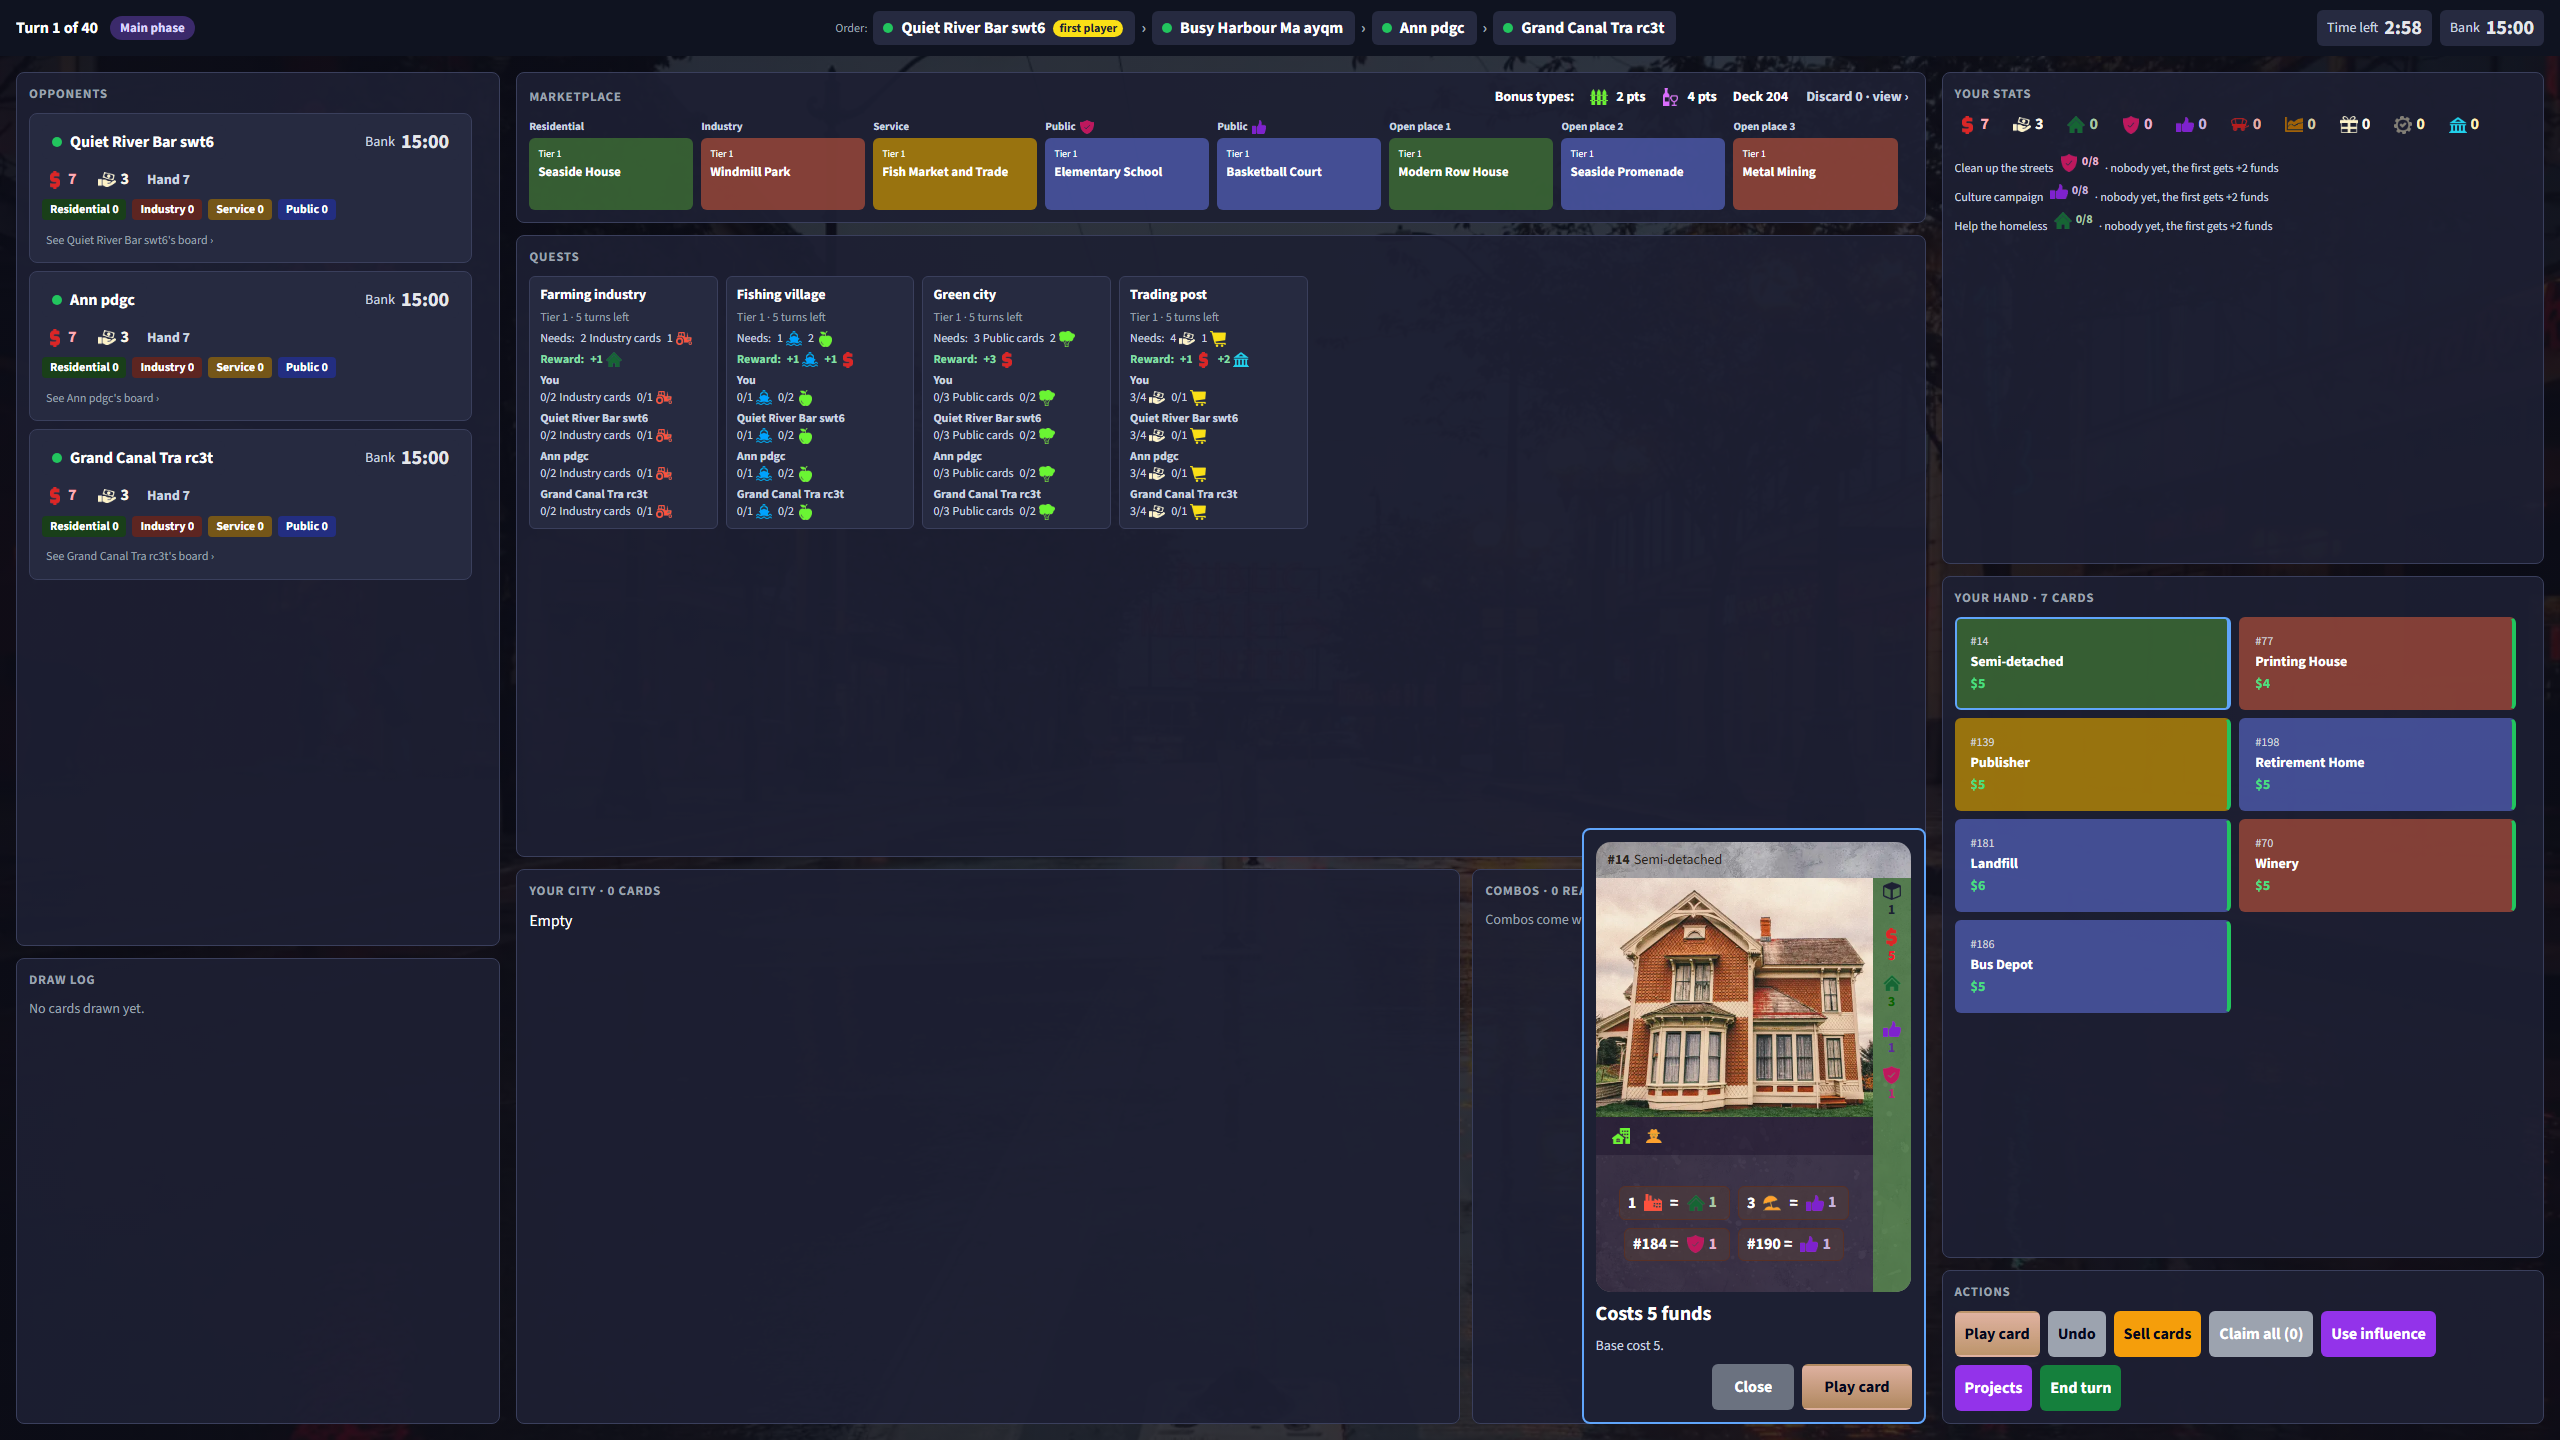 Turn 1 of 40 Main phase
Order: Quiet River Bar swt6 first player › Busy Harbour Ma ayqm › Ann pdgc › Grand Canal Tra rc3t
Time left 2:58 Bank 15:00
OPPONENTS
Quiet River Bar swt6 Bank 15:00
7 3 Hand 7
Residential 0 Industry 0 Service 0 Public 0
See Quiet River Bar swt6's board ›
Ann pdgc Bank 15:00
7 3 Hand 7
Residential 0 Industry 0 Service 0 Public 0
See Ann pdgc's board ›
Grand Canal Tra rc3t Bank 15:00
7 3 Hand 7
Residential 0 Industry 0 Service 0 Public 0
See Grand Canal Tra rc3t's board ›
DRAW LOG
No cards drawn yet.
MARKETPLACE
Bonus types: 2 pts 4 pts Deck 204 Discard 0 · view ›
Residential Industry Service Public Public Open place 1 Open place 2 Open place 3
Tier 1 Tier 1 Tier 1 Tier 1 Tier 1 Tier 1 Tier 1 Tier 1
Seaside House Windmill Park Fish Market and Trade Elementary School Basketball Court Modern Row House Seaside Promenade Metal Mining
QUESTS
Farming industry
Tier 1 · 5 turns left
Needs: 2 Industry cards 1
Reward: +1
You
0/2 Industry cards 0/1
Quiet River Bar swt6
0/2 Industry cards 0/1
Ann pdgc
0/2 Industry cards 0/1
Grand Canal Tra rc3t
0/2 Industry cards 0/1
Fishing village
Tier 1 · 5 turns left
Needs: 1 2
Reward: +1 +1
You
0/1 0/2
Quiet River Bar swt6
0/1 0/2
Ann pdgc
0/1 0/2
Grand Canal Tra rc3t
0/1 0/2
Green city
Tier 1 · 5 turns left
Needs: 3 Public cards 2
Reward: +3
You
0/3 Public cards 0/2
Quiet River Bar swt6
0/3 Public cards 0/2
Ann pdgc
0/3 Public cards 0/2
Grand Canal Tra rc3t
0/3 Public cards 0/2
Trading post
Tier 1 · 5 turns left
Needs: 4 1
Reward: +1 +2
You
3/4 0/1
Quiet River Bar swt6
3/4 0/1
Ann pdgc
3/4 0/1
Grand Canal Tra rc3t
3/4 0/1
YOUR CITY · 0 CARDS
Empty
COMBOS · 0 REA
Combos come w
#14 Semi-detached
1
5
3
1
1
1 = 1 3 = 1
#184 = 1 #190 = 1
Costs 5 funds
Base cost 5.
Close Play card
YOUR STATS
7 3 0 0 0 0 0 0 0 0
Clean up the streets 0/8 · nobody yet, the first gets +2 funds
Culture campaign 0/8 · nobody yet, the first gets +2 funds
Help the homeless 0/8 · nobody yet, the first gets +2 funds
YOUR HAND · 7 CARDS
#14
Semi-detached
$5
#77
Printing House
$4
#139
Publisher
$5
#198
Retirement Home
$5
#181
Landfill
$6
#70
Winery
$5
#186
Bus Depot
$5
ACTIONS
Play card Undo Sell cards Claim all (0) Use influence
Projects End turn